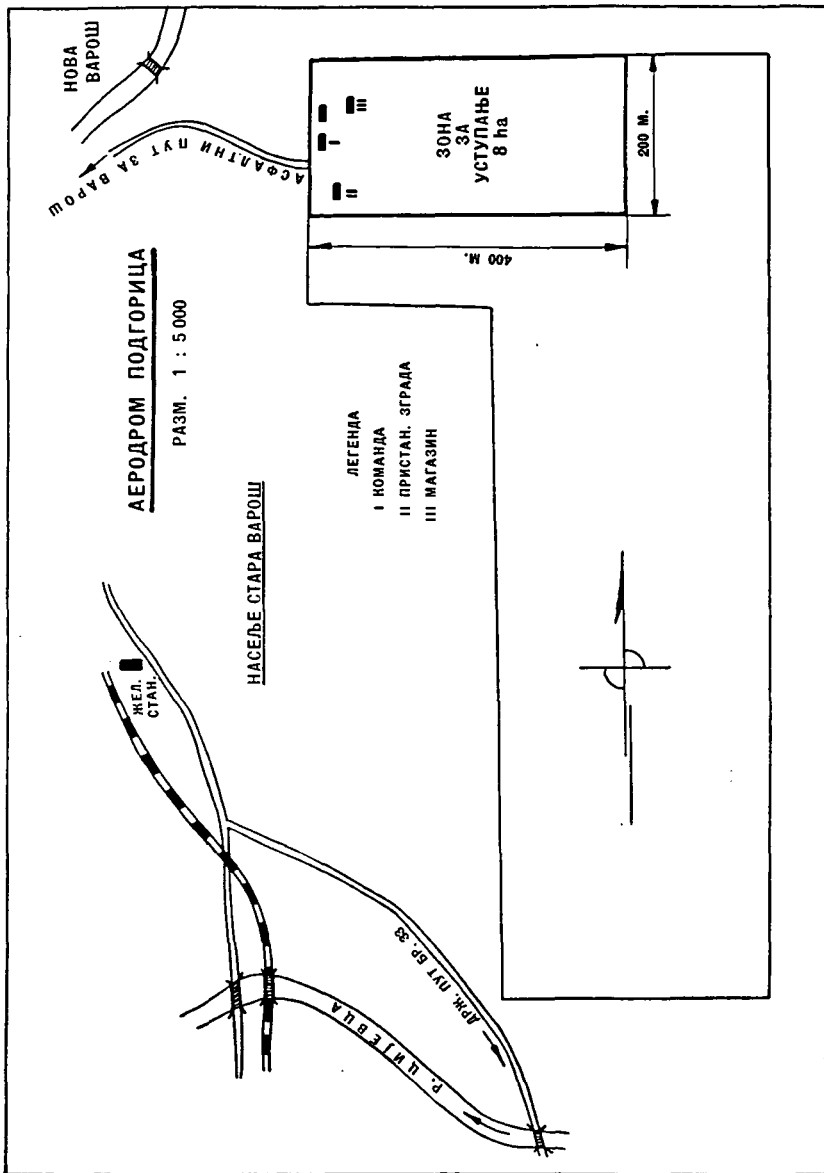 АЕРОДРОМ ПОДГОРИЦА
РАЗМ. 1 : 5 000
НОВА
ВАРОШ
АСФАЛТНИ ПУТ ЗА ВАРОШ
ЖЕЛ.
СТАН.
НАСЕЉЕ СТАРА ВАРОШ
ЛЕГЕНДА
I КОМАНДА
II ПРИСТАН. ЗГРАДА
III МАГАЗИН
I
II
III
ЗОНА
ЗА
УСТУПАЊЕ
8 ha
400 М.
200 М.
Р. ЦИЈЕВЦА
ДРЖ. ПУТ БР. 33